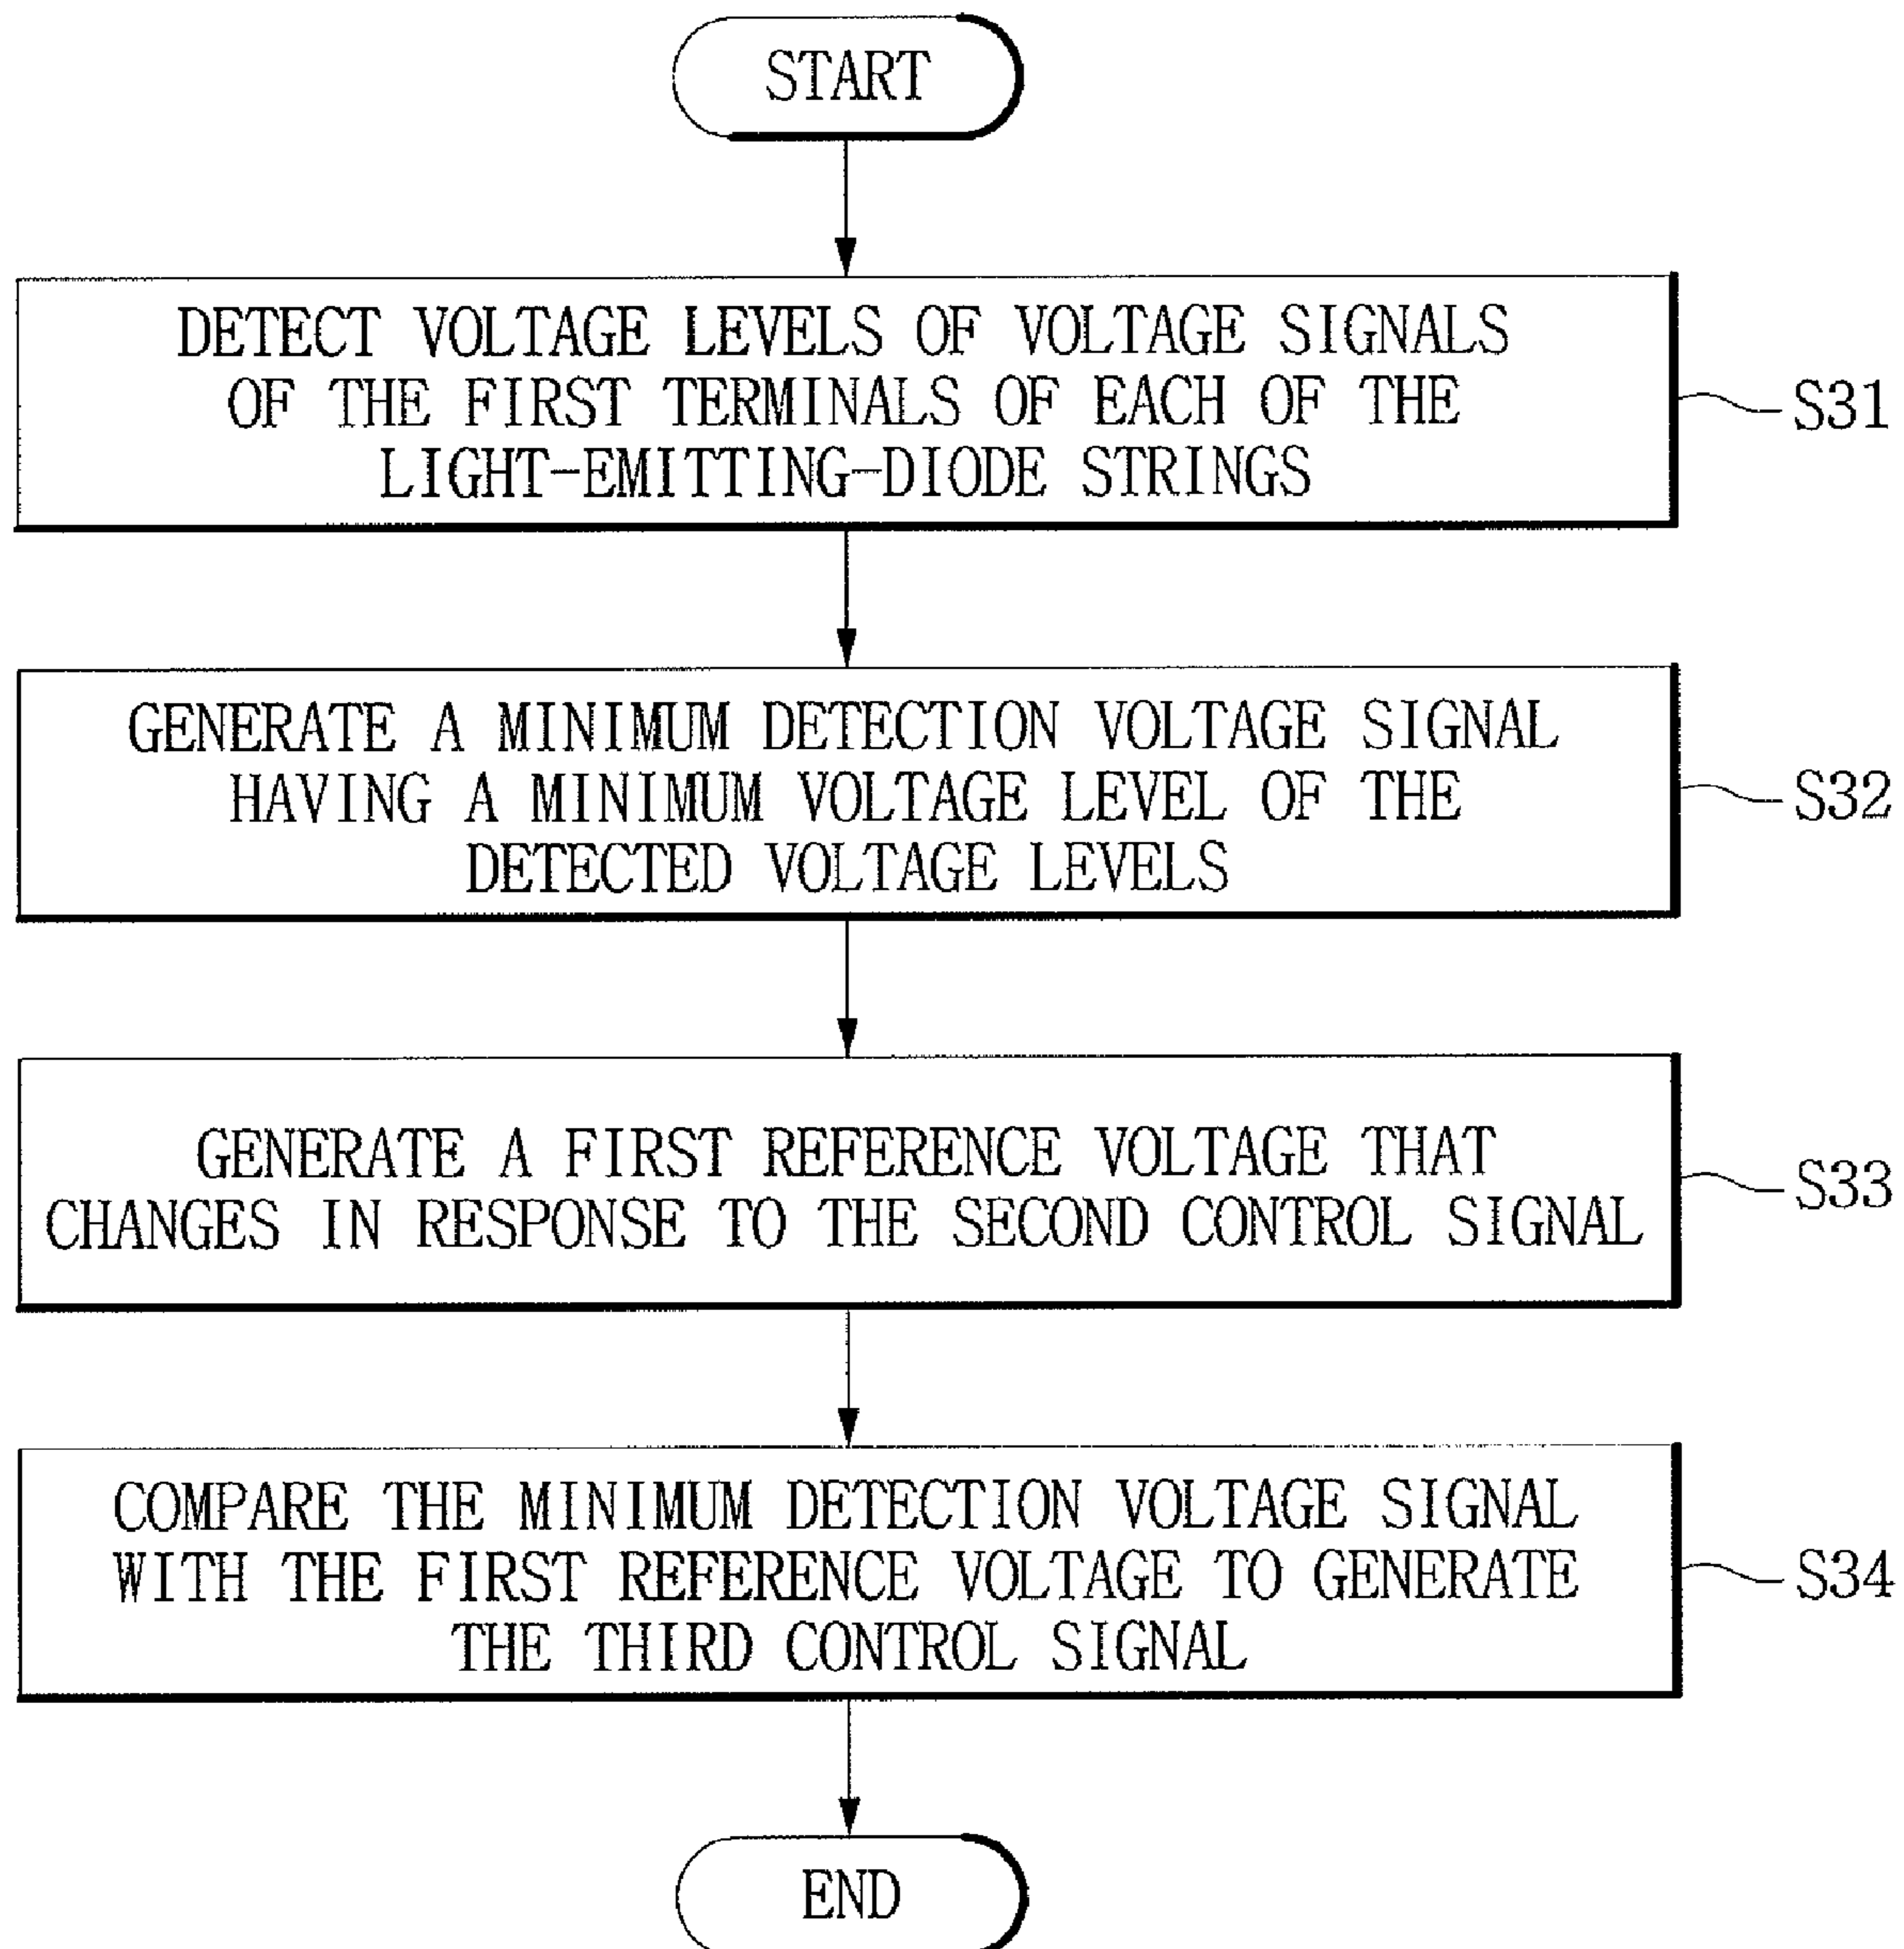 START
DETECT VOLTAGE LEVELS OF VOLTAGE SIGNALS
OF THE FIRST TERMINALS OF EACH OF THE
LIGHT-EMITTING-DIODE STRINGS
S31
GENERATE A MINIMUM DETECTION VOLTAGE SIGNAL
HAVING A MINIMUM VOLTAGE LEVEL OF THE
DETECTED VOLTAGE LEVELS
S32
GENERATE A FIRST REFERENCE VOLTAGE THAT
CHANGES IN RESPONSE TO THE SECOND CONTROL SIGNAL
S33
COMPARE THE MINIMUM DETECTION VOLTAGE SIGNAL
WITH THE FIRST REFERENCE VOLTAGE TO GENERATE
THE THIRD CONTROL SIGNAL
S34
END